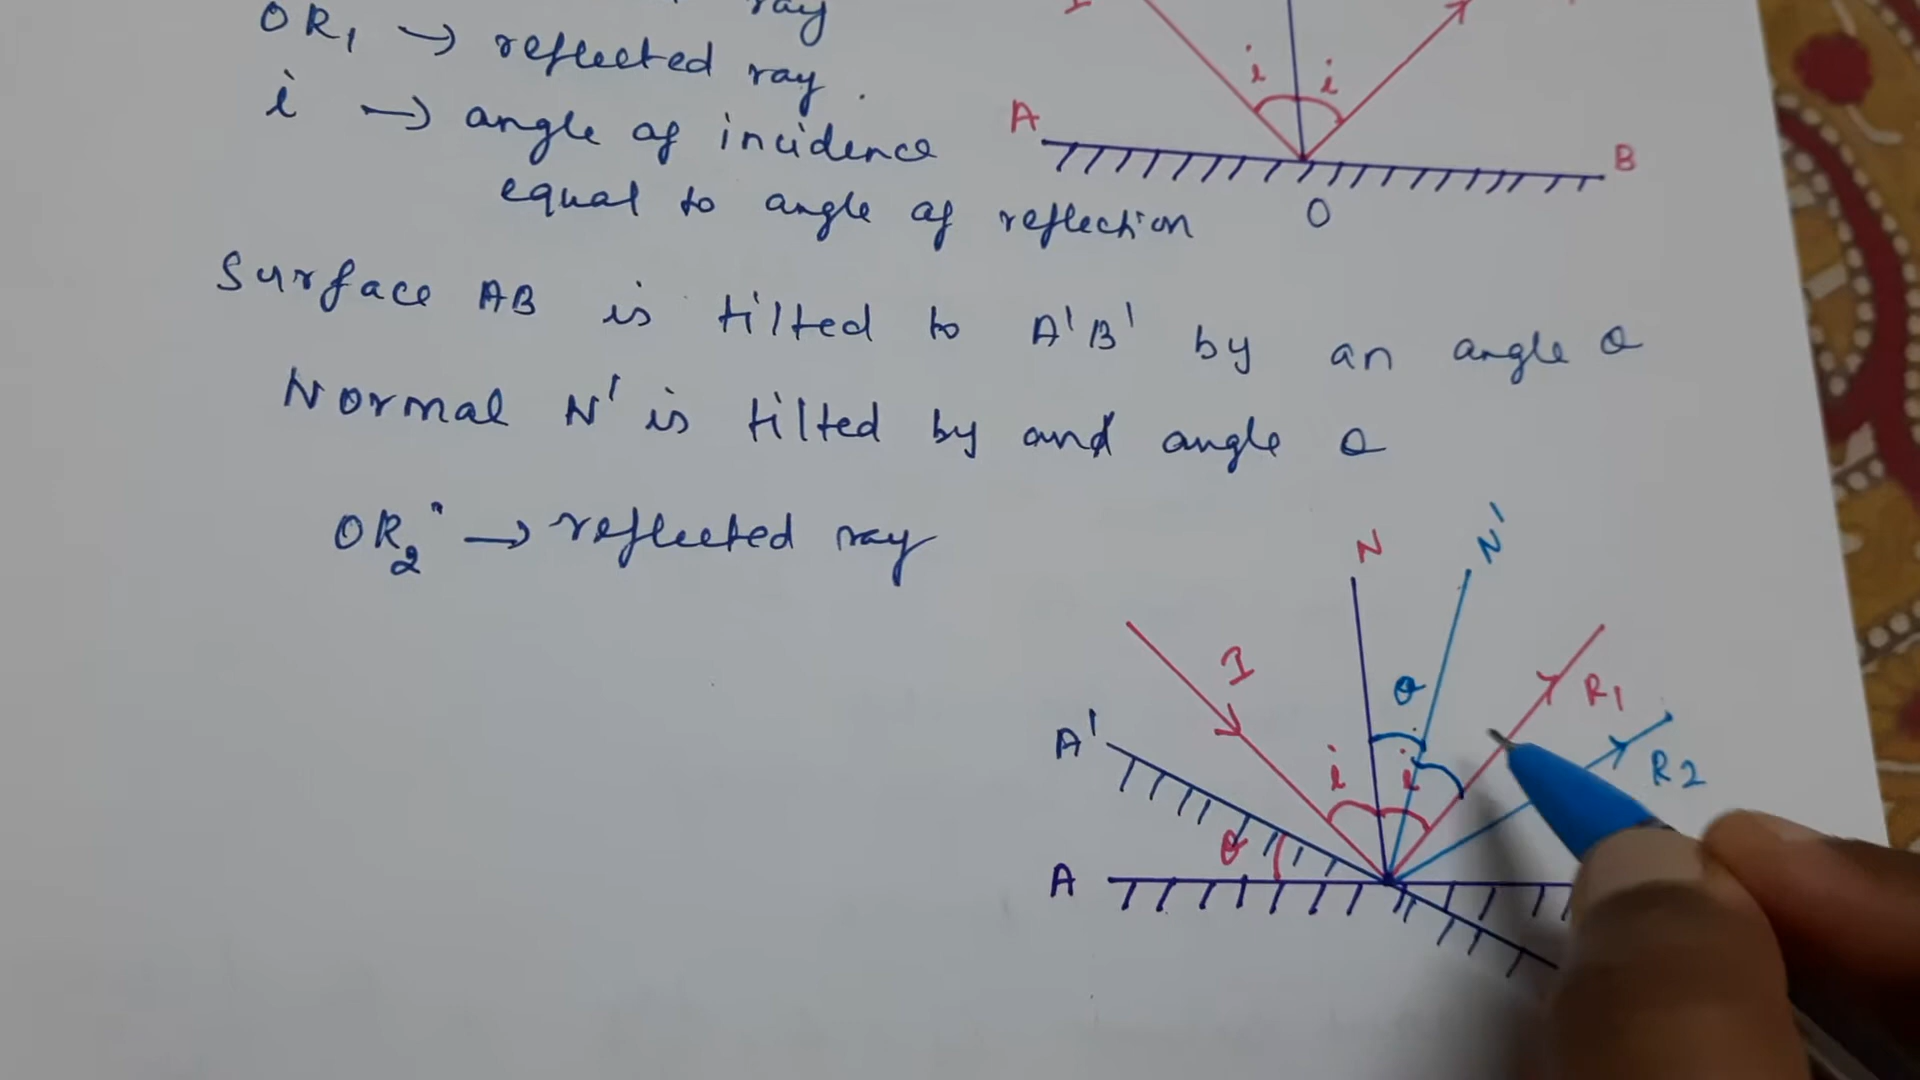 ray
OR1 → reflected ray.
i → angle of incidence
equal to angle of reflection
i i
A B
O
Surface AB is tilted to A'B' by an angle θ
Normal N' is tilted by and angle θ
OR2 → reflected ray
N N'
I θ R1
A' i i R2
θ
A